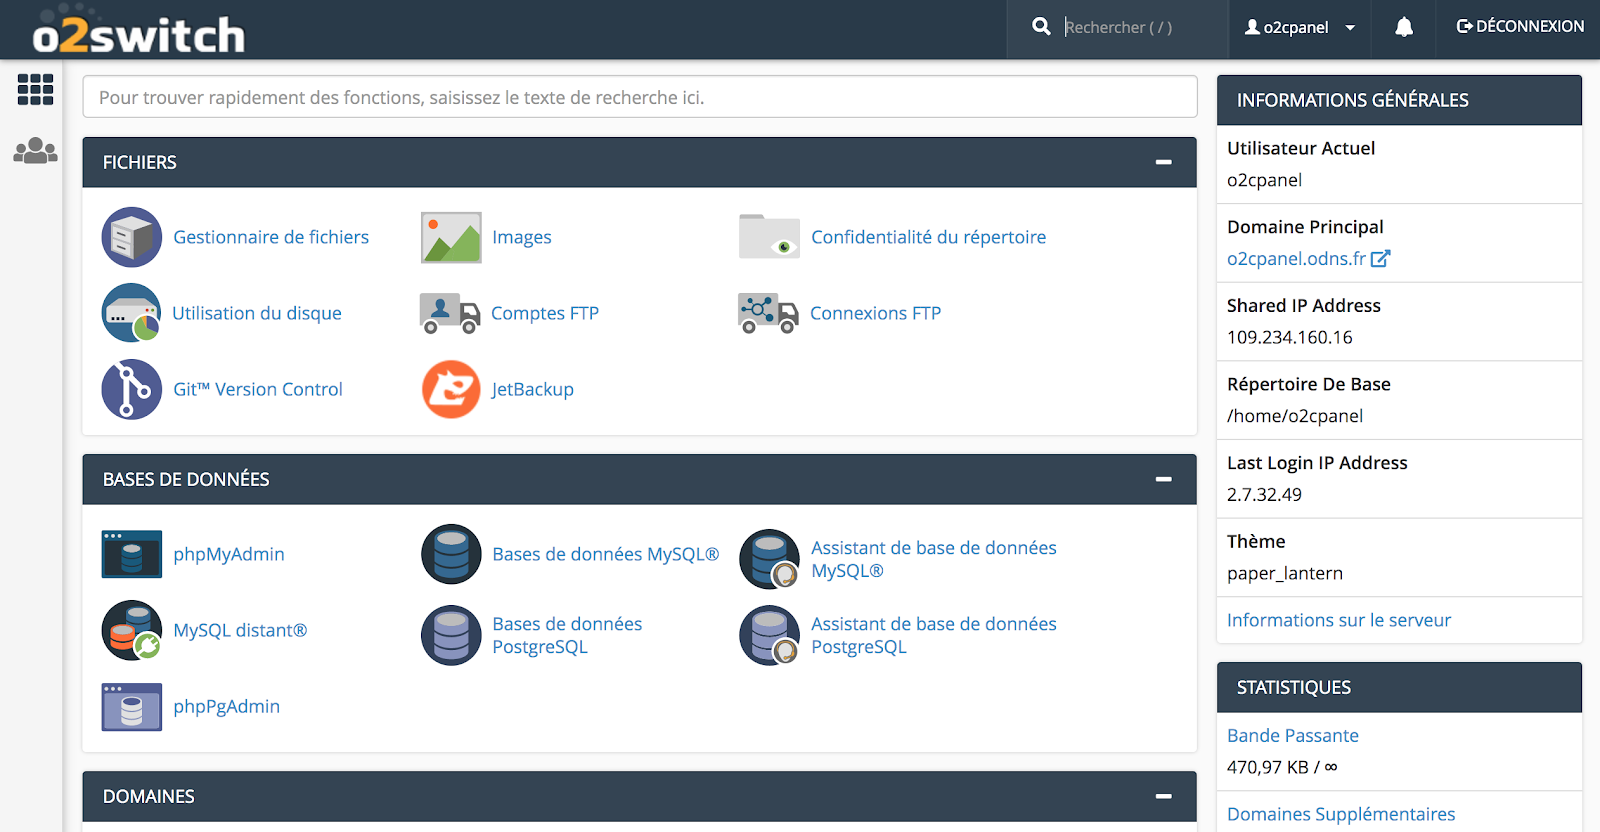 o2switch
Rechercher ( / )
o2cpanel
DÉCONNEXION
Pour trouver rapidement des fonctions, saisissez le texte de recherche ici.
FICHIERS
Gestionnaire de fichiers
Images
Confidentialité du répertoire
Utilisation du disque
Comptes FTP
Connexions FTP
Git™ Version Control
JetBackup
BASES DE DONNÉES
phpMyAdmin
Bases de données MySQL®
Assistant de base de données
MySQL®
MySQL distant®
Bases de données
PostgreSQL
Assistant de base de données
PostgreSQL
phpPgAdmin
DOMAINES
INFORMATIONS GÉNÉRALES
Utilisateur Actuel
o2cpanel
Domaine Principal
o2cpanel.odns.fr
Shared IP Address
109.234.160.16
Répertoire De Base
/home/o2cpanel
Last Login IP Address
2.7.32.49
Thème
paper_lantern
Informations sur le serveur
STATISTIQUES
Bande Passante
470,97 KB / ∞
Domaines Supplémentaires